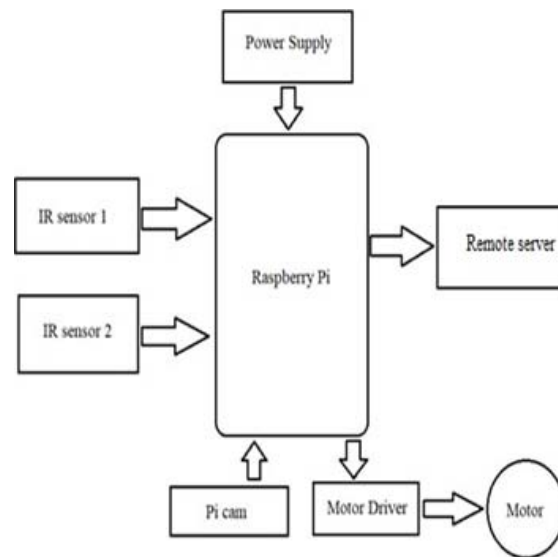 Power Supply
IR sensor 1
Remote server
Raspberry Pi
IR sensor 2
Pi cam
Motor Driver
Motor